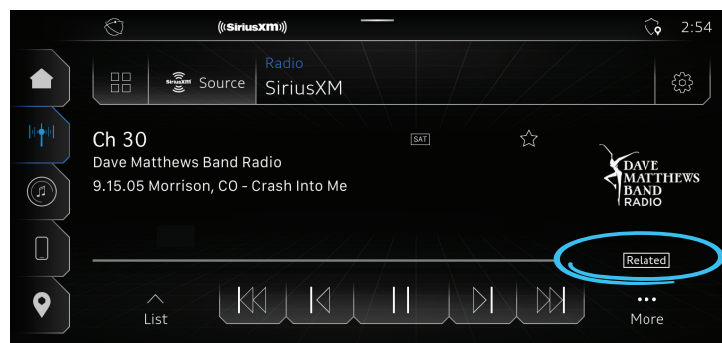 ((SiriusXM))
2:54
SiriusXM
Source
Radio
SiriusXM
Ch 30
SAT
Dave Matthews Band Radio
9.15.05 Morrison, CO - Crash Into Me
DAVE
MATTHEWS
BAND
RADIO
Related
List
More